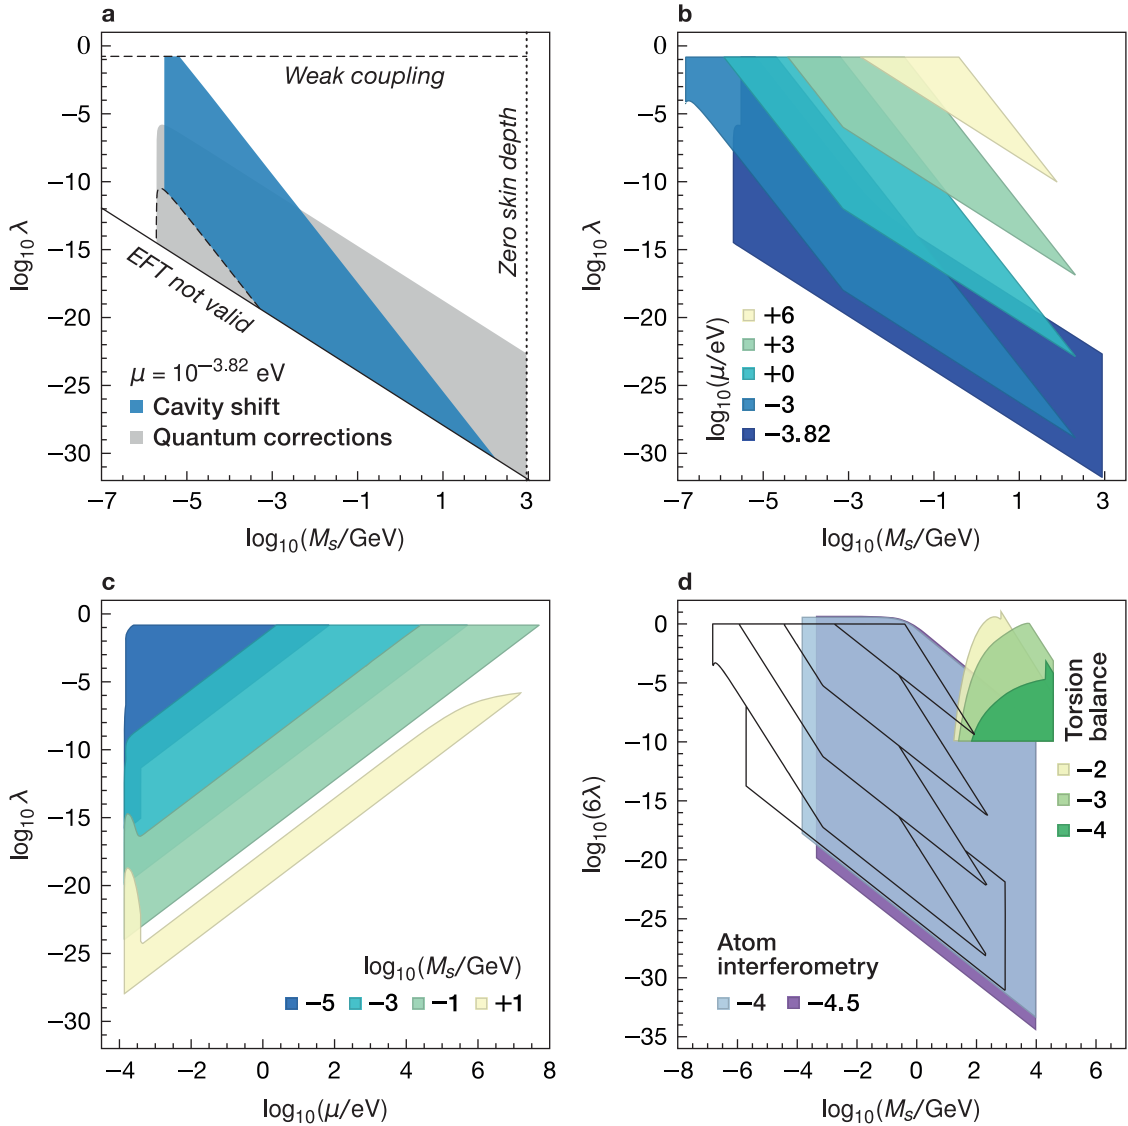 a
0
−5
−10
−15
−20
−25
−30
log₁₀ λ
Weak coupling
Zero skin depth
EFT not valid
μ = 10⁻³·⁸² eV
Cavity shift
Quantum corrections
−7
−5
−3
−1
1
3
log₁₀(Mₛ/GeV)
b
0
−5
−10
−15
−20
−25
−30
log₁₀ λ
log₁₀(μ/eV)
+6
+3
+0
−3
−3.82
−7
−5
−3
−1
1
3
log₁₀(Mₛ/GeV)
c
0
−5
−10
−15
−20
−25
−30
log₁₀ λ
log₁₀(Mₛ/GeV)
−5
−3
−1
+1
−4
−2
0
2
4
6
8
log₁₀(μ/eV)
d
0
−5
−10
−15
−20
−25
−30
−35
log₁₀(6λ)
Torsion
balance
−2
−3
−4
Atom
interferometry
−4
−4.5
−8
−6
−4
−2
0
2
4
6
log₁₀(Mₛ/GeV)